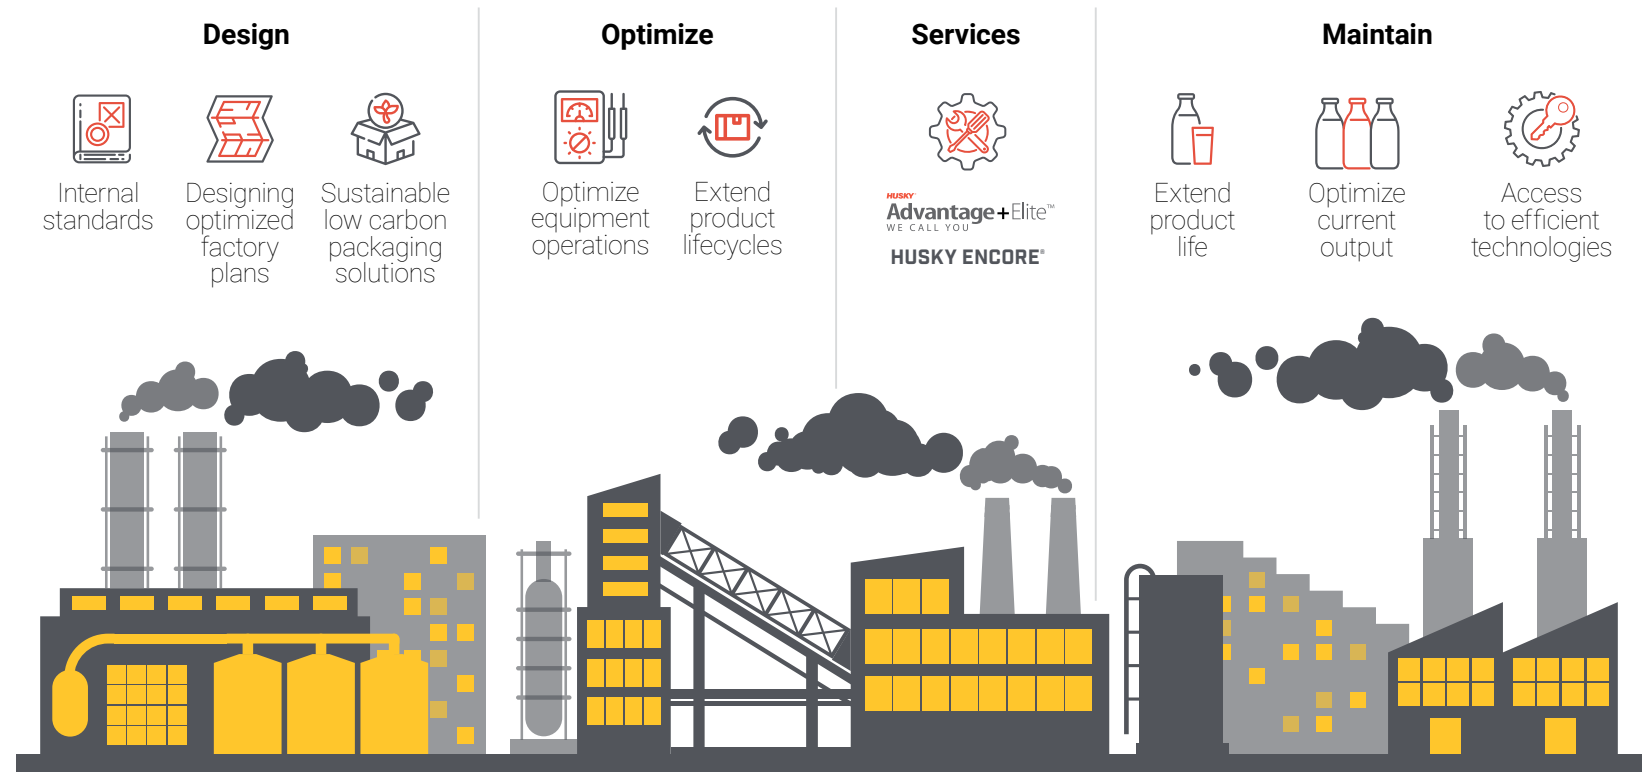 Design
Internal
standards
Designing
optimized
factory
plans
Sustainable
low carbon
packaging
solutions
Optimize
Optimize
equipment
operations
Extend
product
lifecycles
Services
HUSKY™
Advantage+Elite™
WE CALL YOU
HUSKY ENCORE®
Maintain
Extend
product
life
Optimize
current
output
Access
to efficient
technologies